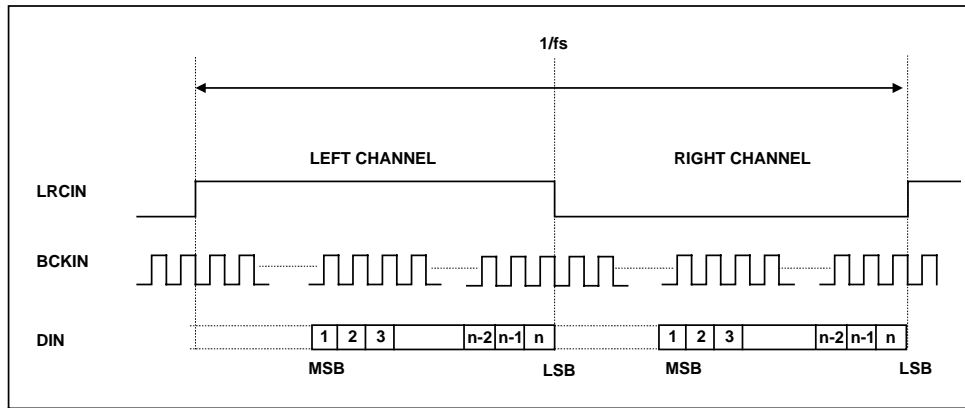 1/fs
LEFT CHANNEL RIGHT CHANNEL
LRCIN
BCKIN
DIN 1 2 3 n-2 n-1 n 1 2 3 n-2 n-1 n
MSB LSB MSB LSB